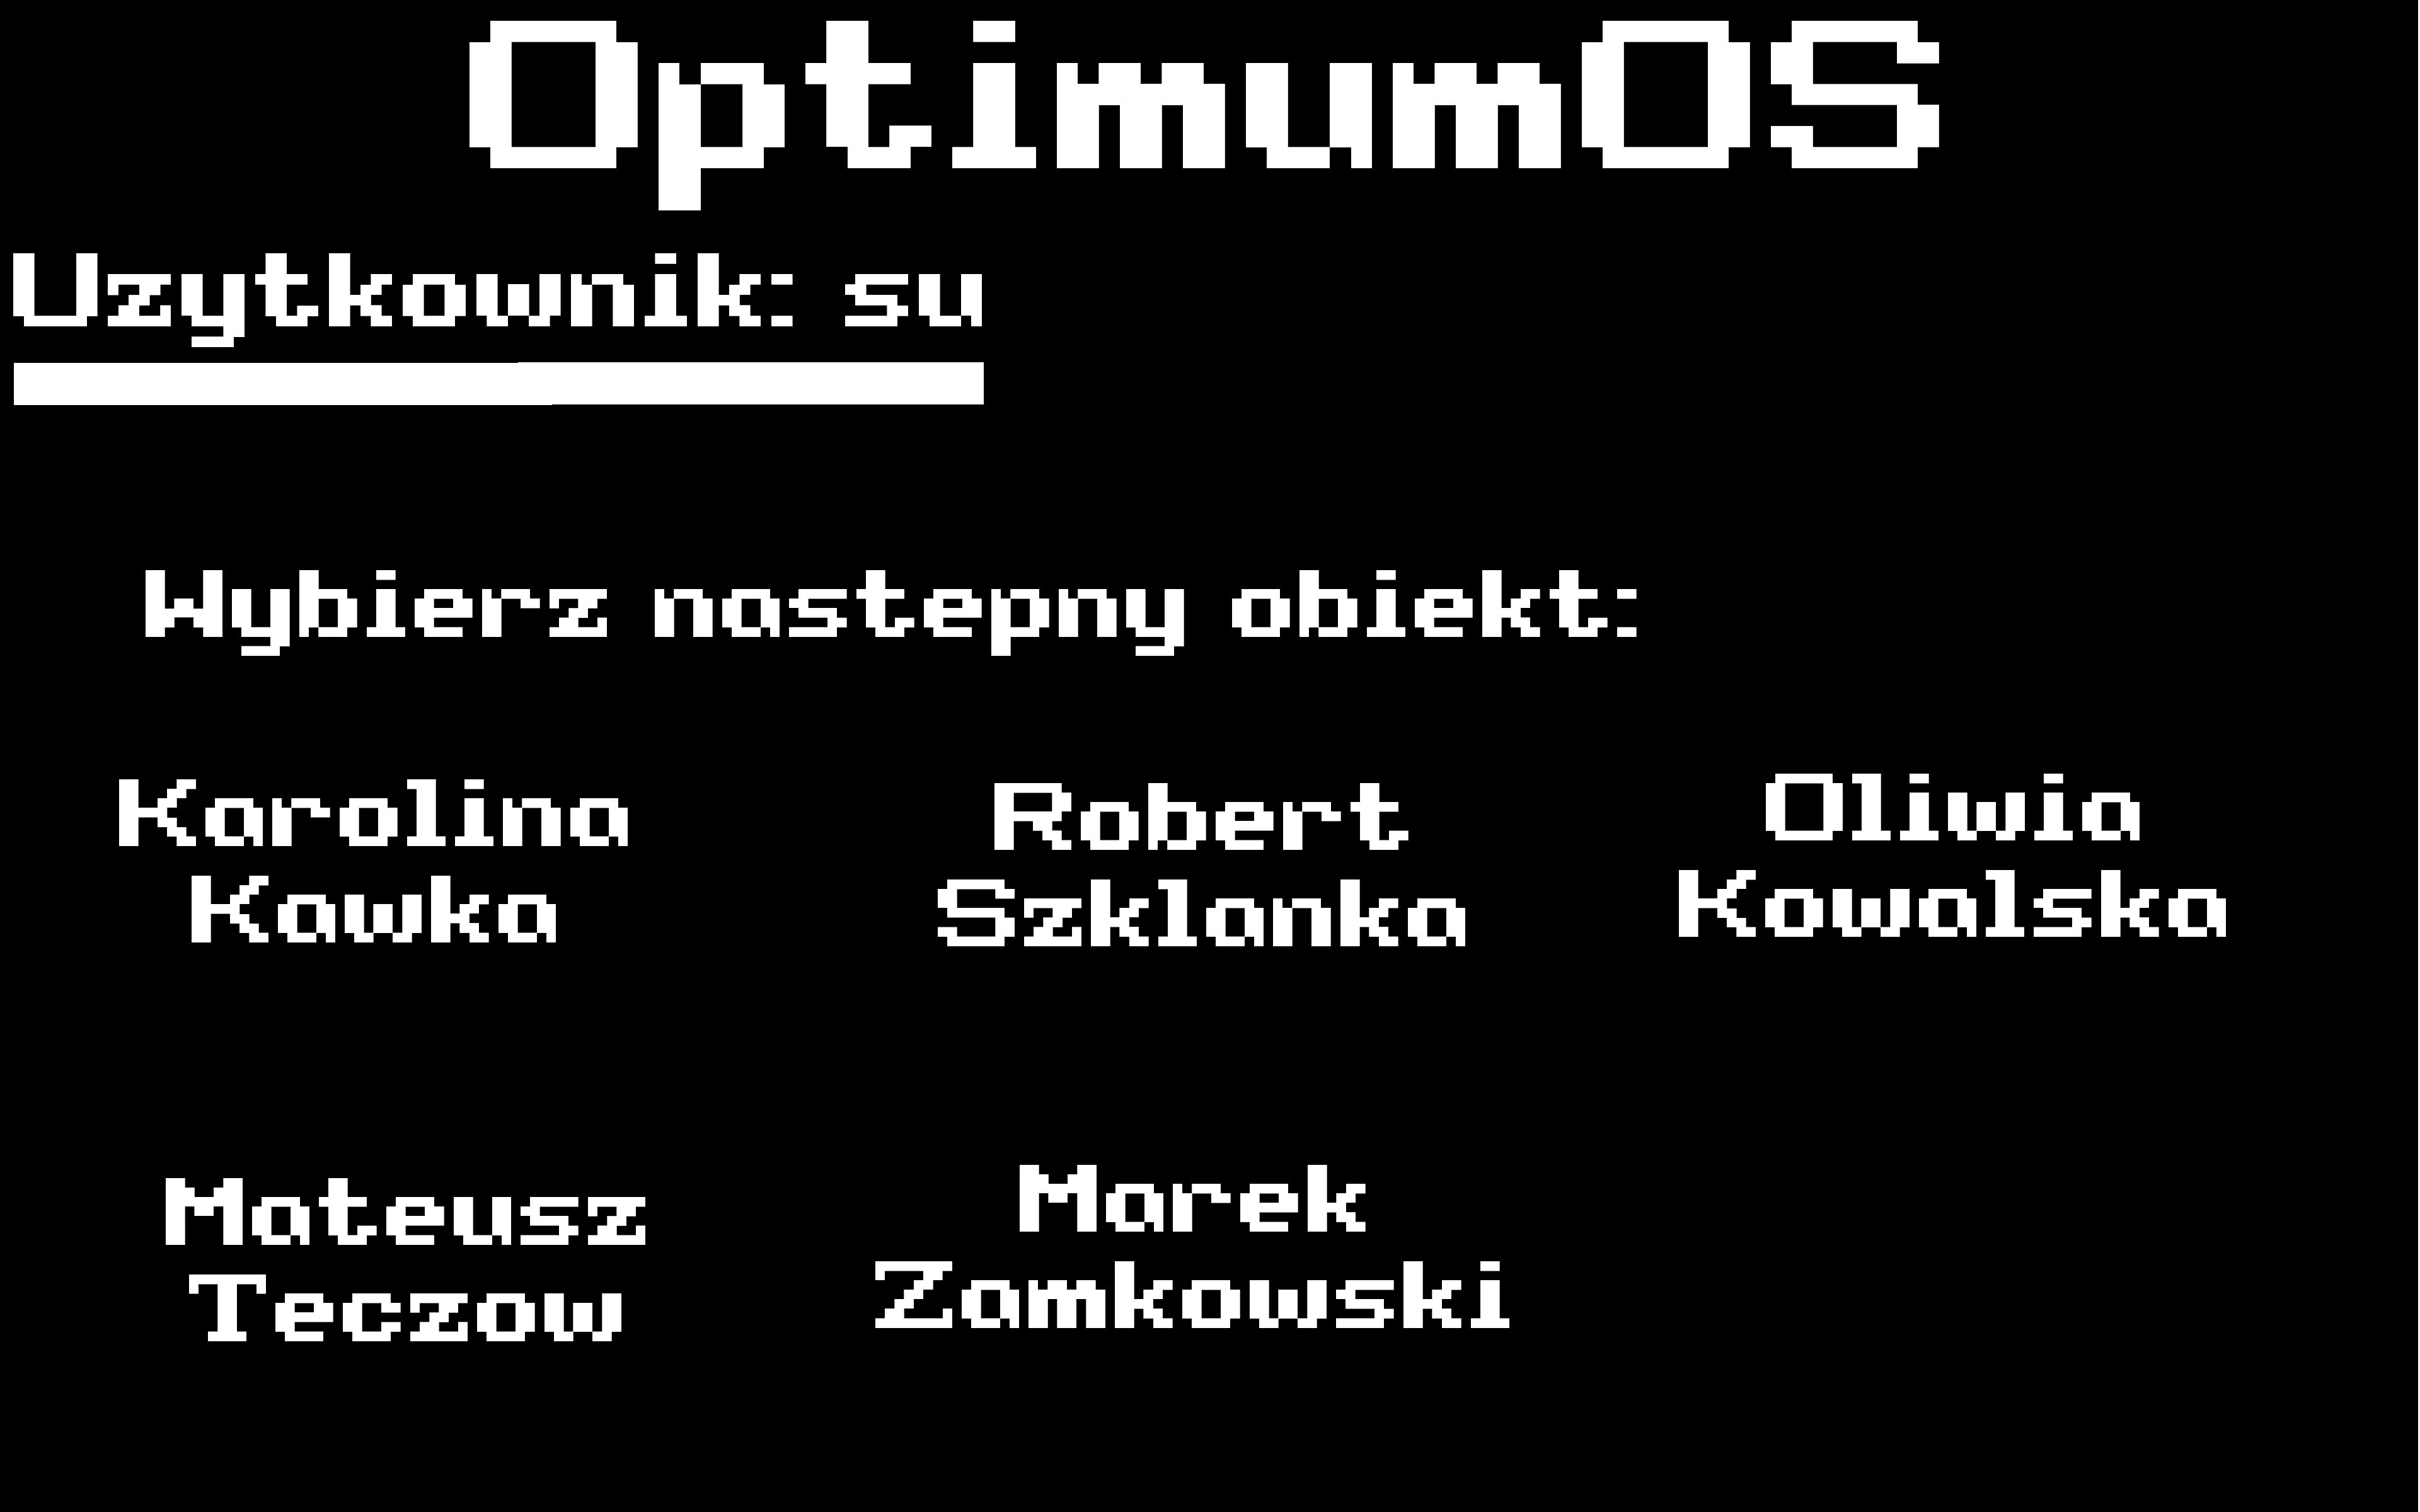 OptimumOS
Uzytkownik: su
Wybierz nastepny obiekt:
Karolina
Kawka
Robert
Szklanka
Oliwia
Kowalska
Mateusz
Teczow
Marek
Zamkowski